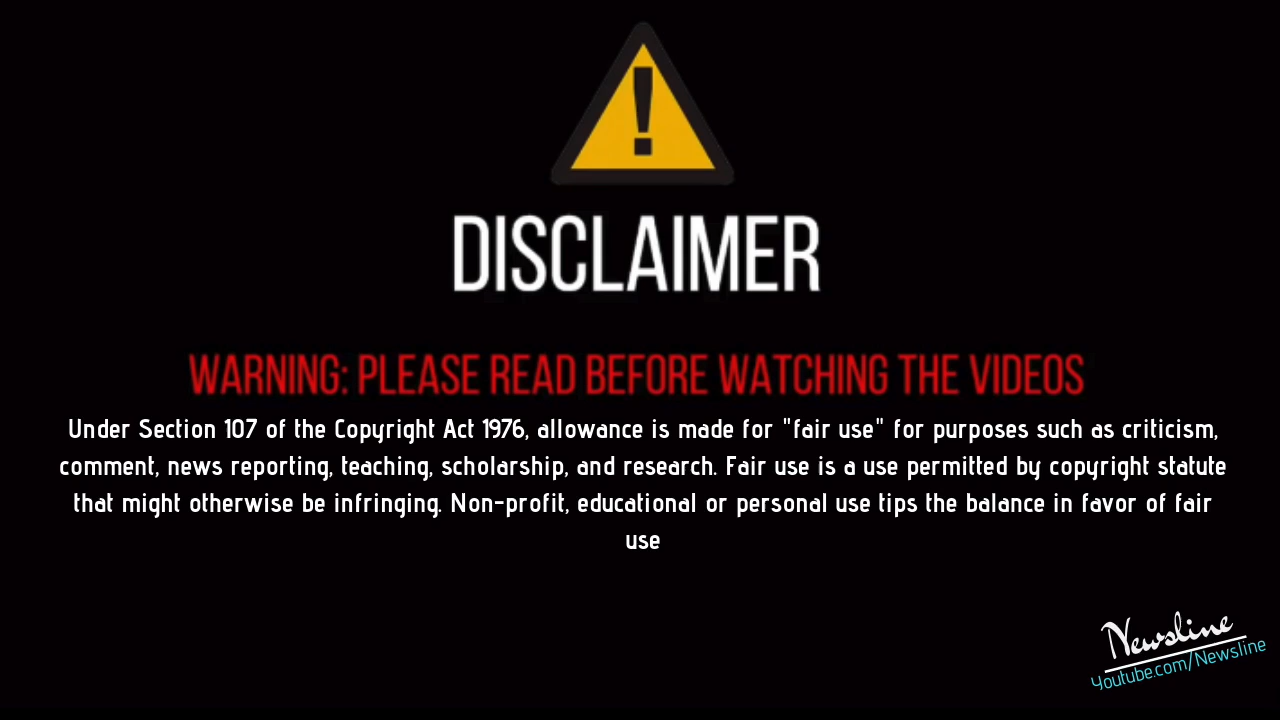 DISCLAIMER
WARNING: PLEASE READ BEFORE WATCHING THE VIDEOS
Under Section 107 of the Copyright Act 1976, allowance is made for "fair use" for purposes such as criticism,
comment, news reporting, teaching, scholarship, and research. Fair use is a use permitted by copyright statute
that might otherwise be infringing. Non-profit, educational or personal use tips the balance in favor of fair
use
Newsline
Youtube.com/Newsline